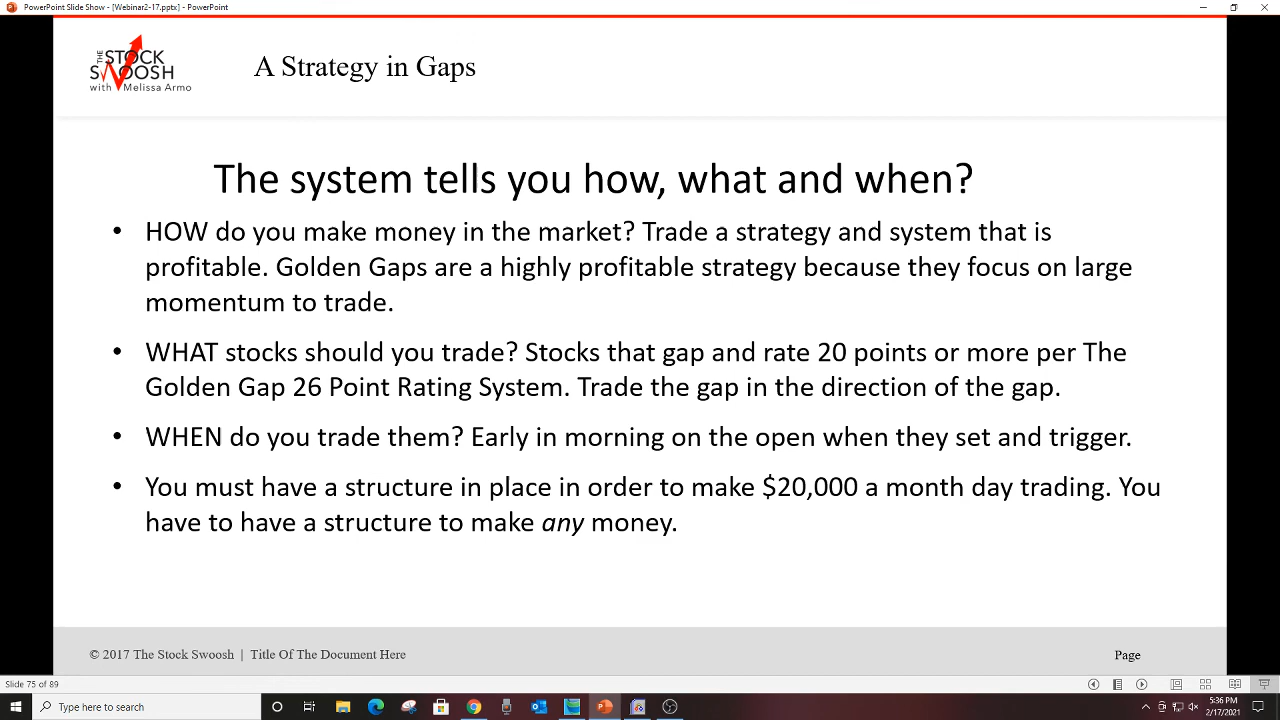 PowerPoint Slide Show - [Webinar2-17.pptx] - PowerPoint
THE
STOCK
SWOOSH
with Melissa Armo
A Strategy in Gaps
The system tells you how, what and when?
• HOW do you make money in the market? Trade a strategy and system that is
profitable. Golden Gaps are a highly profitable strategy because they focus on large
momentum to trade.
• WHAT stocks should you trade? Stocks that gap and rate 20 points or more per The
Golden Gap 26 Point Rating System. Trade the gap in the direction of the gap.
• WHEN do you trade them? Early in morning on the open when they set and trigger.
• You must have a structure in place in order to make $20,000 a month day trading. You
have to have a structure to make any money.
© 2017 The Stock Swoosh | Title Of The Document Here
Page
Slide 75 of 89
Type here to search
5:36 PM
2/17/2021